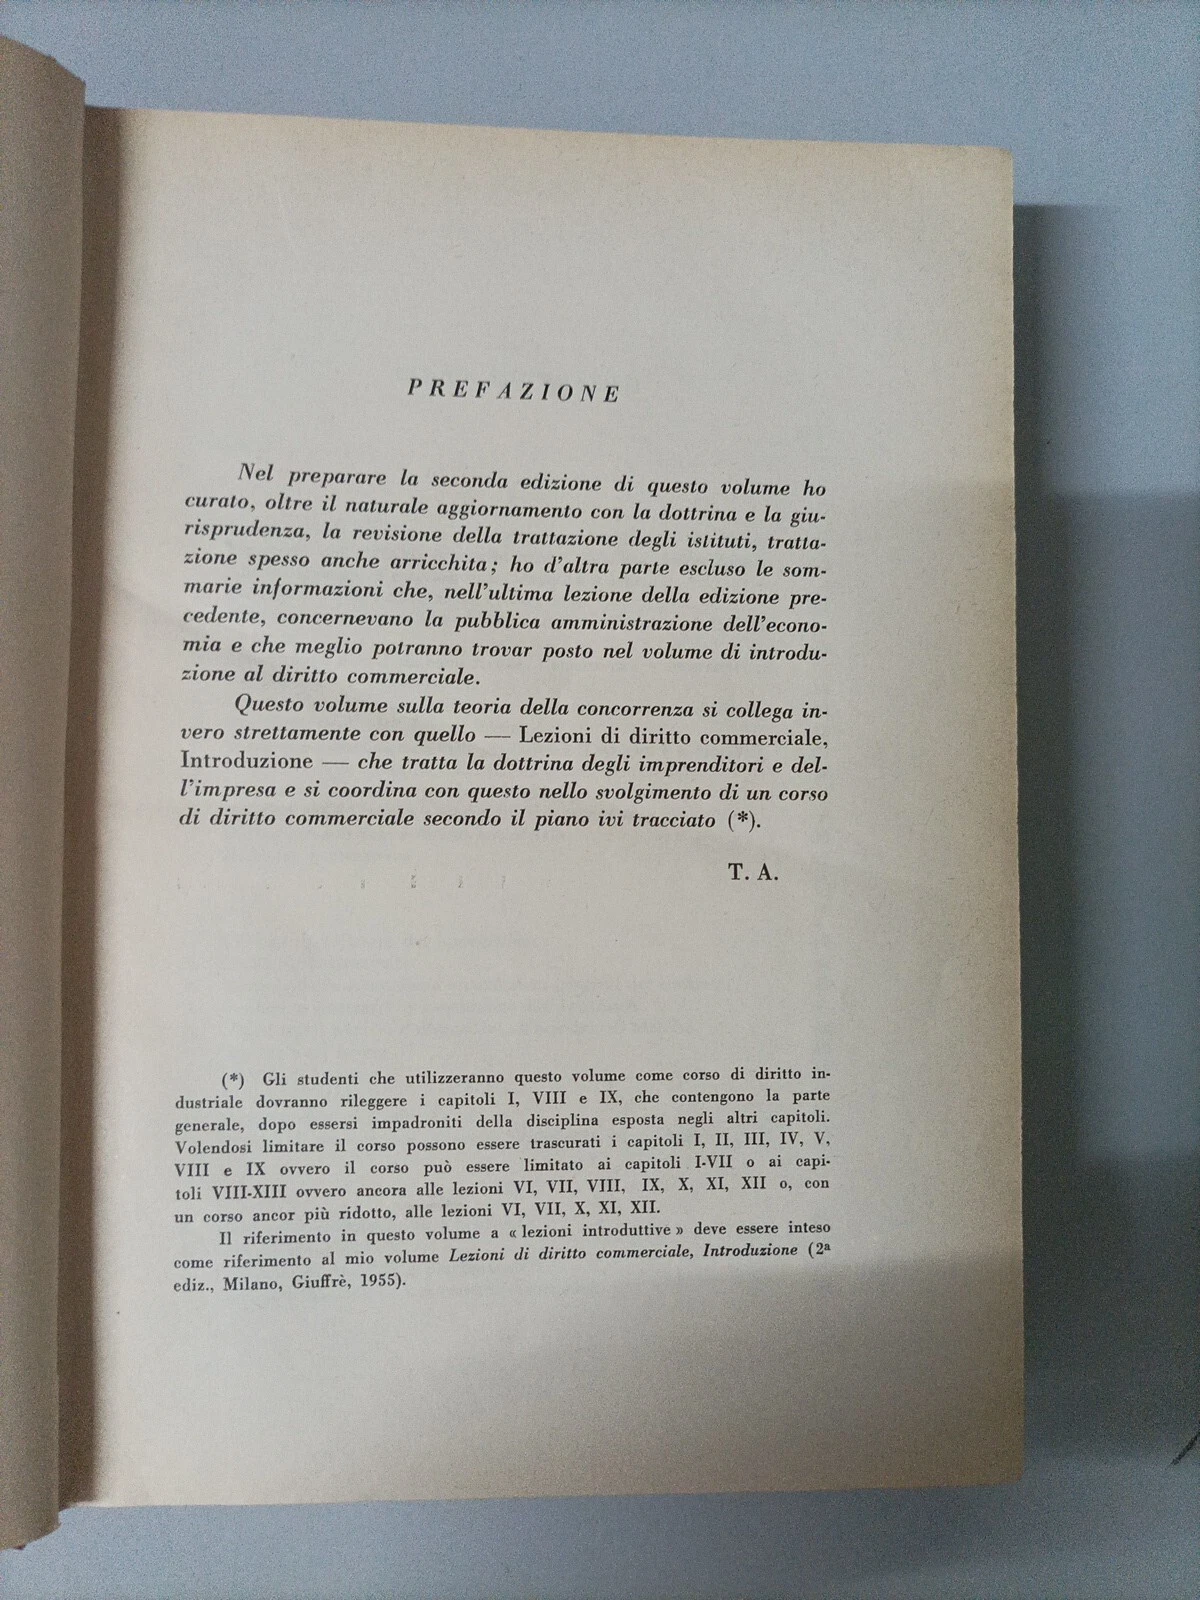 PREFAZIONE
Nel preparare la seconda edizione di questo volume ho
curato, oltre il naturale aggiornamento con la dottrina e la giu-
risprudenza, la revisione della trattazione degli istituti, tratta-
zione spesso anche arricchita; ho d'altra parte escluso le som-
marie informazioni che, nell'ultima lezione della edizione pre-
cedente, concernevano la pubblica amministrazione dell'econo-
mia e che meglio potranno trovar posto nel volume di introdu-
zione al diritto commerciale.
Questo volume sulla teoria della concorrenza si collega in-
vero strettamente con quello — Lezioni di diritto commerciale,
Introduzione — che tratta la dottrina degli imprenditori e del-
l'impresa e si coordina con questo nello svolgimento di un corso
di diritto commerciale secondo il piano ivi tracciato (*).
T. A.
(*) Gli studenti che utilizzeranno questo volume come corso di diritto in-
dustriale dovranno rileggere i capitoli I, VIII e IX, che contengono la parte
generale, dopo essersi impadroniti della disciplina esposta negli altri capitoli.
Volendosi limitare il corso possono essere trascurati i capitoli I, II, III, IV, V,
VIII e IX ovvero il corso può essere limitato ai capitoli I-VII o ai capi-
toli VIII-XIII ovvero ancora alle lezioni VI, VII, VIII, IX, X, XI, XII o, con
un corso ancor più ridotto, alle lezioni VI, VII, X, XI, XII.
Il riferimento in questo volume a « lezioni introduttive » deve essere inteso
come riferimento al mio volume Lezioni di diritto commerciale, Introduzione (2ª
ediz., Milano, Giuffrè, 1955).